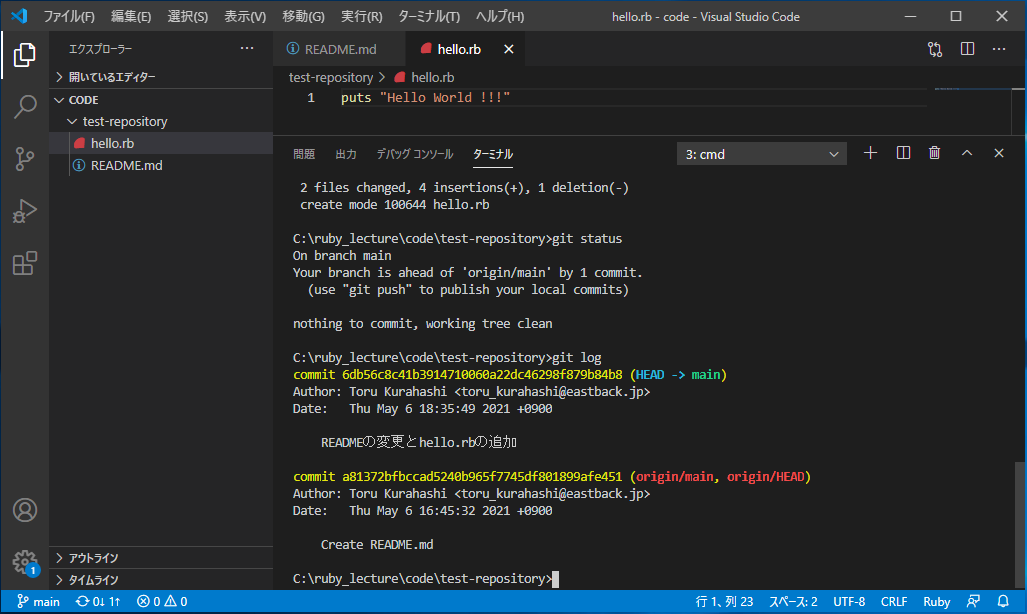 ファイル(F) 編集(E) 選択(S) 表示(V) 移動(G) 実行(R) ターミナル(T) ヘルプ(H) hello.rb - code - Visual Studio Code
エクスプローラー ···
README.md hello.rb
開いているエディター
test-repository > hello.rb
CODE
1 puts "Hello World !!!"
test-repository
hello.rb
README.md
問題 出力 デバッグ コンソール ターミナル 3: cmd
2 files changed, 4 insertions(+), 1 deletion(-)
create mode 100644 hello.rb
C:\ruby_lecture\code\test-repository>git status
On branch main
Your branch is ahead of 'origin/main' by 1 commit.
(use "git push" to publish your local commits)
nothing to commit, working tree clean
C:\ruby_lecture\code\test-repository>git log
commit 6db56c8c41b3914710060a22dc46298f879b84b8 (HEAD -> main)
Author: Toru Kurahashi <toru_kurahashi@eastback.jp>
Date: Thu May 6 18:35:49 2021 +0900
READMEの変更とhello.rbの追加
commit a81372bfbccad5240b965f7745df801899afe451 (origin/main, origin/HEAD)
Author: Toru Kurahashi <toru_kurahashi@eastback.jp>
Date: Thu May 6 16:45:32 2021 +0900
Create README.md
C:\ruby_lecture\code\test-repository>
アウトライン
タイムライン
1
main 0↓ 1↑ 0 0 行 1、列 23 スペース: 2 UTF-8 CRLF Ruby